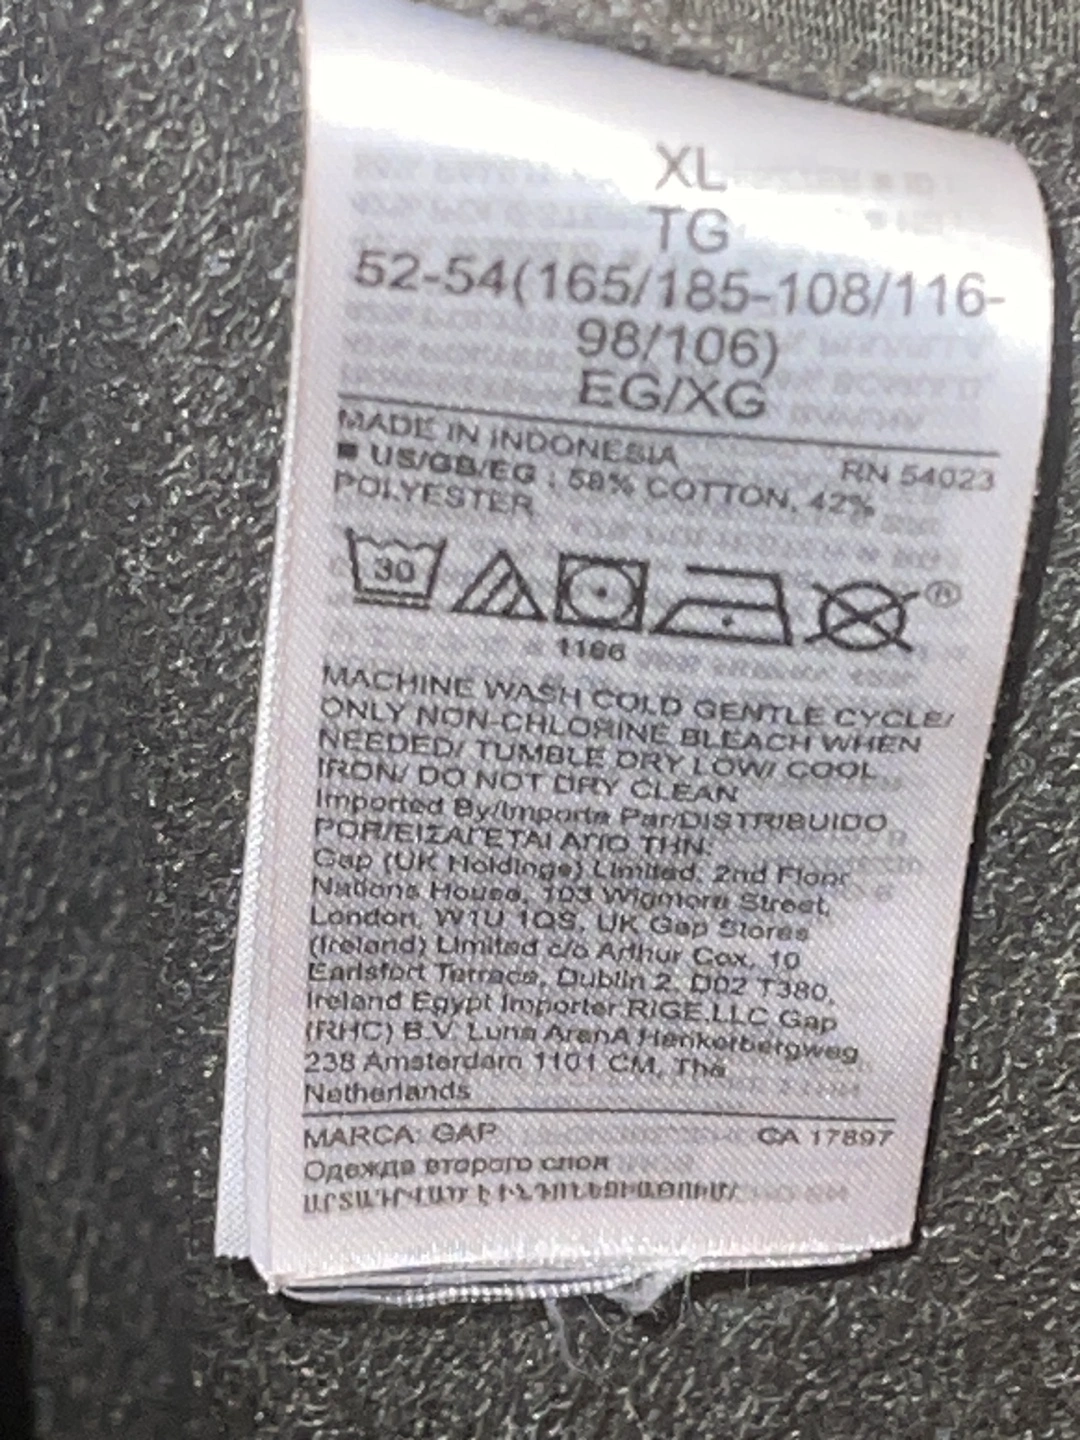 XL
TG
52-54(165/185-108/116-
98/106)
EG/XG
MADE IN INDONESIA
RN 54023
■ US/GB/EG : 58% COTTON, 42%
POLYESTER
30
Ⓡ
1166
MACHINE WASH COLD GENTLE CYCLE/
ONLY NON-CHLORINE BLEACH WHEN
NEEDED/ TUMBLE DRY LOW/ COOL
IRON/ DO NOT DRY CLEAN
Imported By/Importe Par/DISTRIBUIDO
POR/ΕΙΣΑΓΕΤΑΙ ΑΠΟ ΤΗΝ:
Gap (UK Holdings) Limited, 2nd Floor
Nations House, 103 Wigmore Street,
London, W1U 1QS, UK Gap Stores
(Ireland) Limited c/o Arthur Cox, 10
Earlsfort Terrace, Dublin 2, D02 T380,
Ireland Egypt Importer:RIGE,LLC Gap
(RHC) B.V. Luna ArenA Herikerbergweg
238 Amsterdam 1101 CM, The
Netherlands
MARCA: GAP
CA 17897
Одежда второго слоя
ԱՐՏԱԴՐՎԱԾ Է ԻՆԴՈՆԵԶԻԱՅՈՒՄ/